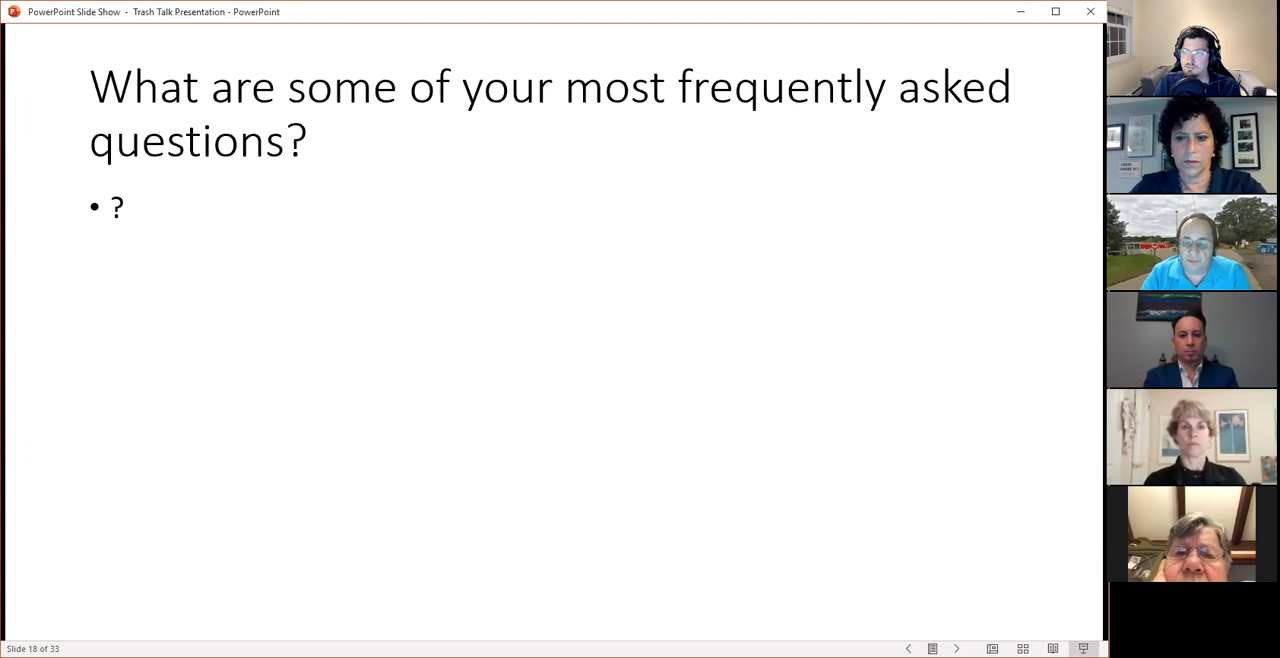 PowerPoint Slide Show - Trash Talk Presentation - PowerPoint
What are some of your most frequently asked
questions?
• ?
Slide 18 of 33